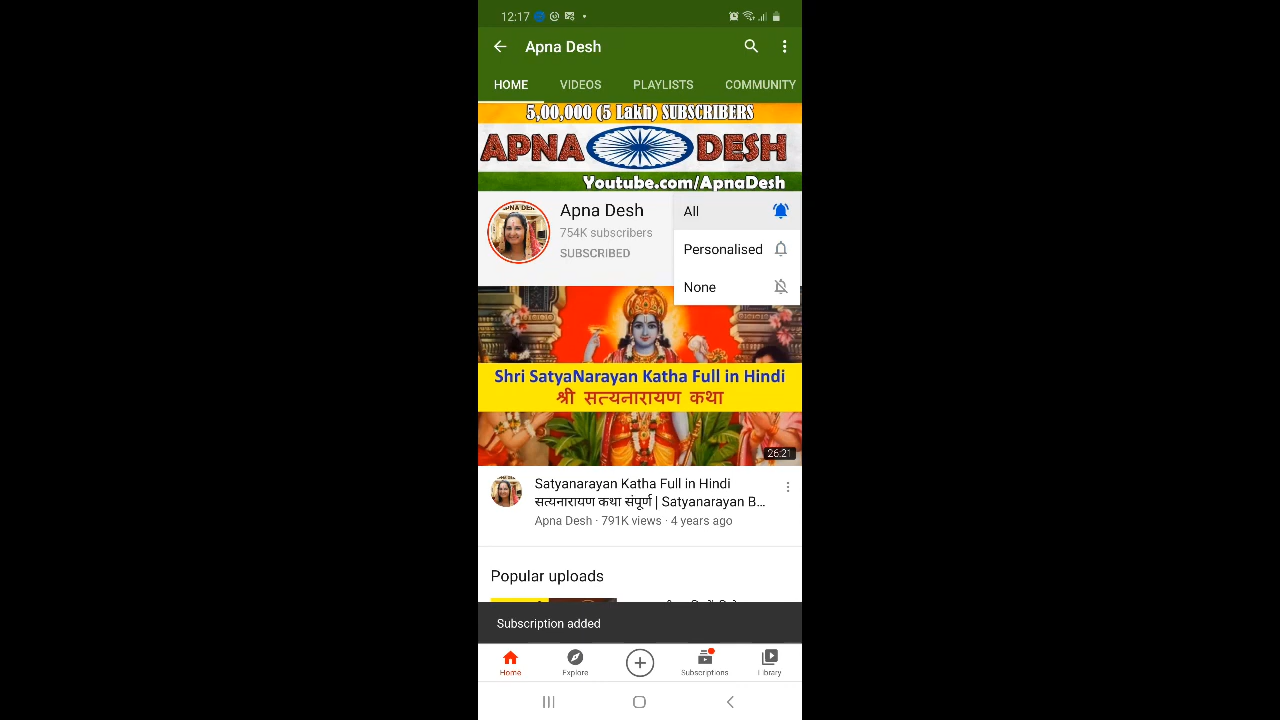 12:17
Apna Desh
HOME VIDEOS PLAYLISTS COMMUNITY
5,00,000 (5 Lakh) SUBSCRIBERS
APNA DESH
Youtube.com/ApnaDesh
Apna Desh
754K subscribers
SUBSCRIBED
All
Personalised
None
Shri SatyaNarayan Katha Full in Hindi
श्री सत्यनारायण कथा
26:21
Satyanarayan Katha Full in Hindi
सत्यनारायण कथा संपूर्ण | Satyanarayan B...
Apna Desh · 791K views · 4 years ago
Popular uploads
Subscription added
Home Explore Subscriptions Library